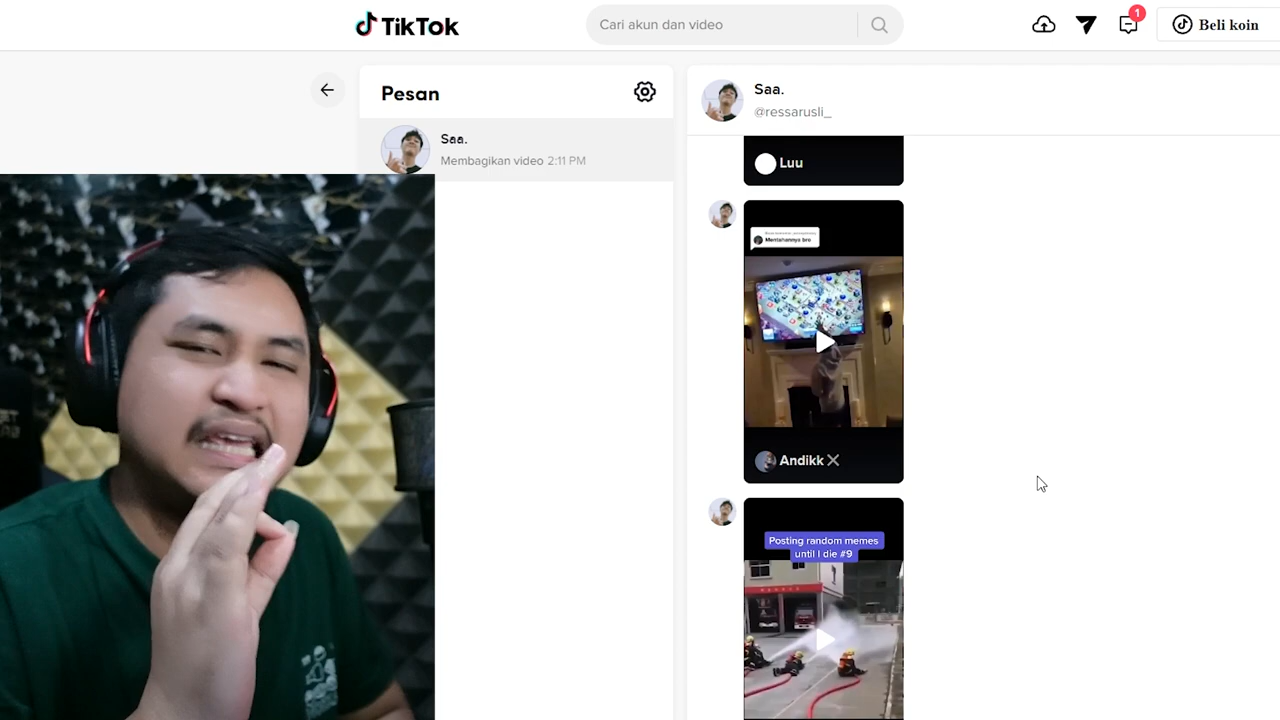 TikTok
Cari akun dan video
1
Beli koin
Pesan
Saa.
Membagikan video 2:11 PM
Saa.
@ressarusli_
Luu
Mentahannya bro
Andikk
Posting random memes
until I die #9